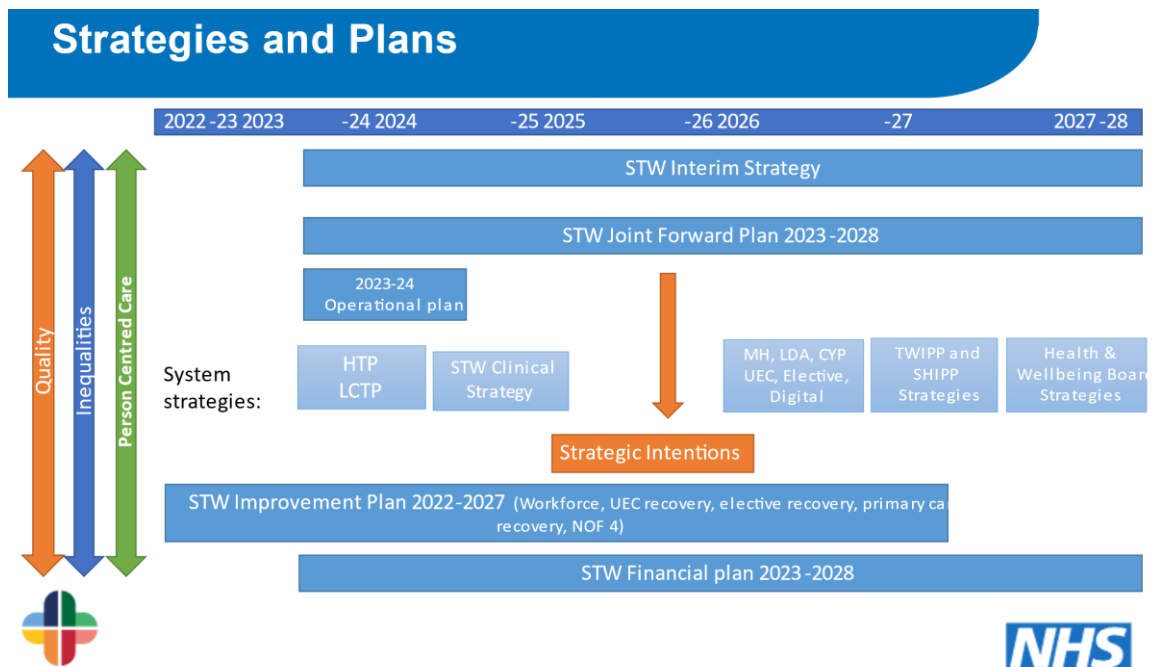 Strategies and Plans
2022 -23 2023 -24 2024 -25 2025 -26 2026 -27 2027 -28
STW Interim Strategy
STW Joint Forward Plan 2023 -2028
2023-24
Operational plan
Quality
Inequalities
Person Centred Care
System
strategies:
HTP
LCTP
STW Clinical
Strategy
MH, LDA, CYP
UEC, Elective,
Digital
TWIPP and
SHIPP
Strategies
Health &
Wellbeing Boar
Strategies
Strategic Intentions
STW Improvement Plan 2022-2027 (Workforce, UEC recovery, elective recovery, primary ca
recovery, NOF 4)
STW Financial plan 2023 -2028
NHS